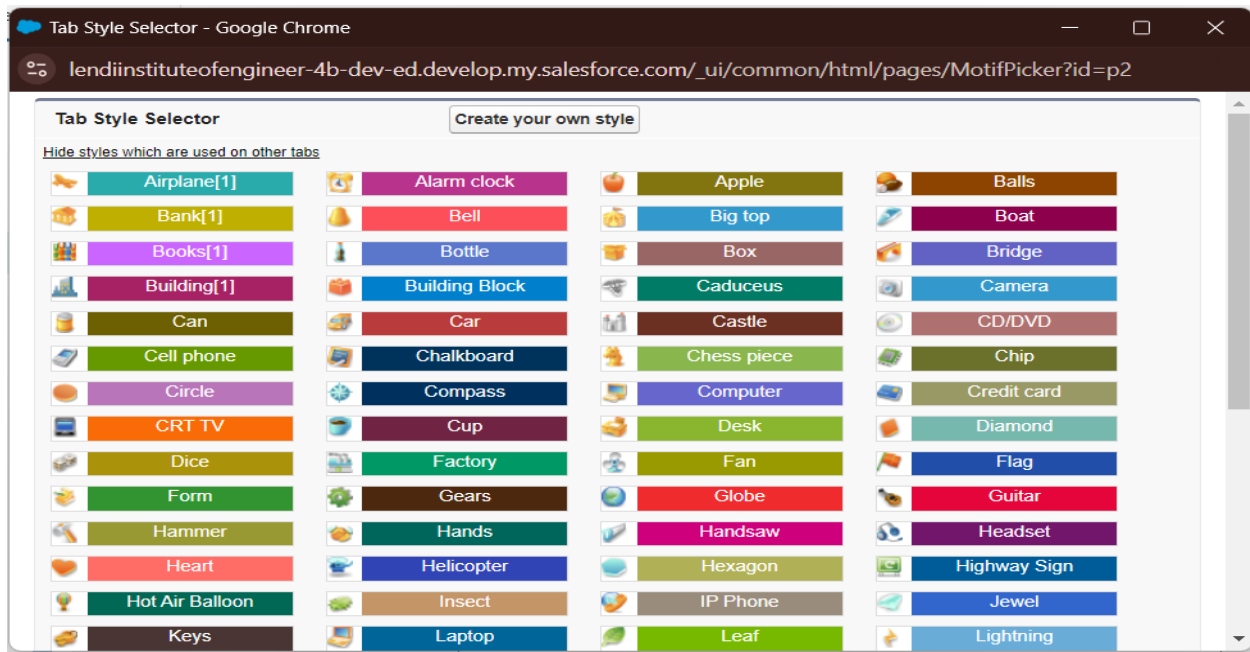 Tab Style Selector - Google Chrome
lendiinstituteofengineer-4b-dev-ed.develop.my.salesforce.com/_ui/common/html/pages/MotifPicker?id=p2
Tab Style Selector Create your own style
Hide styles which are used on other tabs
Airplane[1] Alarm clock Apple Balls
Bank[1] Bell Big top Boat
Books[1] Bottle Box Bridge
Building[1] Building Block Caduceus Camera
Can Car Castle CD/DVD
Cell phone Chalkboard Chess piece Chip
Circle Compass Computer Credit card
CRT TV Cup Desk Diamond
Dice Factory Fan Flag
Form Gears Globe Guitar
Hammer Hands Handsaw Headset
Heart Helicopter Hexagon Highway Sign
Hot Air Balloon Insect IP Phone Jewel
Keys Laptop Leaf Lightning